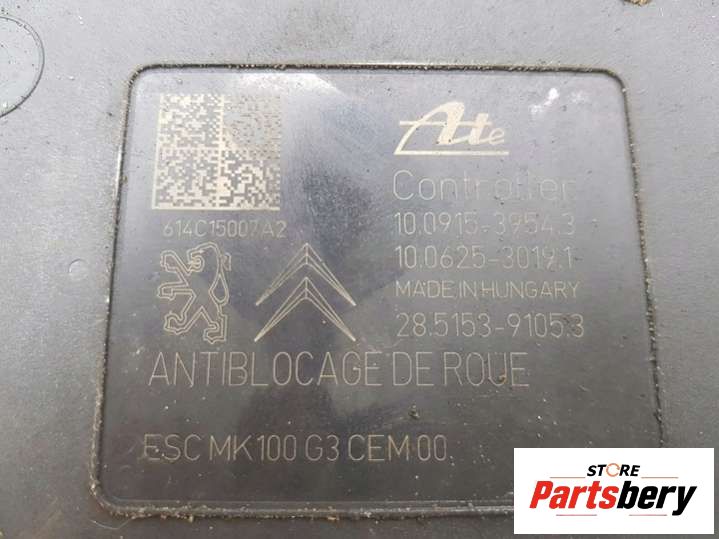 Ate
Controller
614C15007A2
10.0915-3954.3
10.0625-3019.1
MADE IN HUNGARY
28.5153-9105.3
ANTIBLOCAGE DE ROUE
ESC MK100 G3 CEM 00
STORE
Partsbery